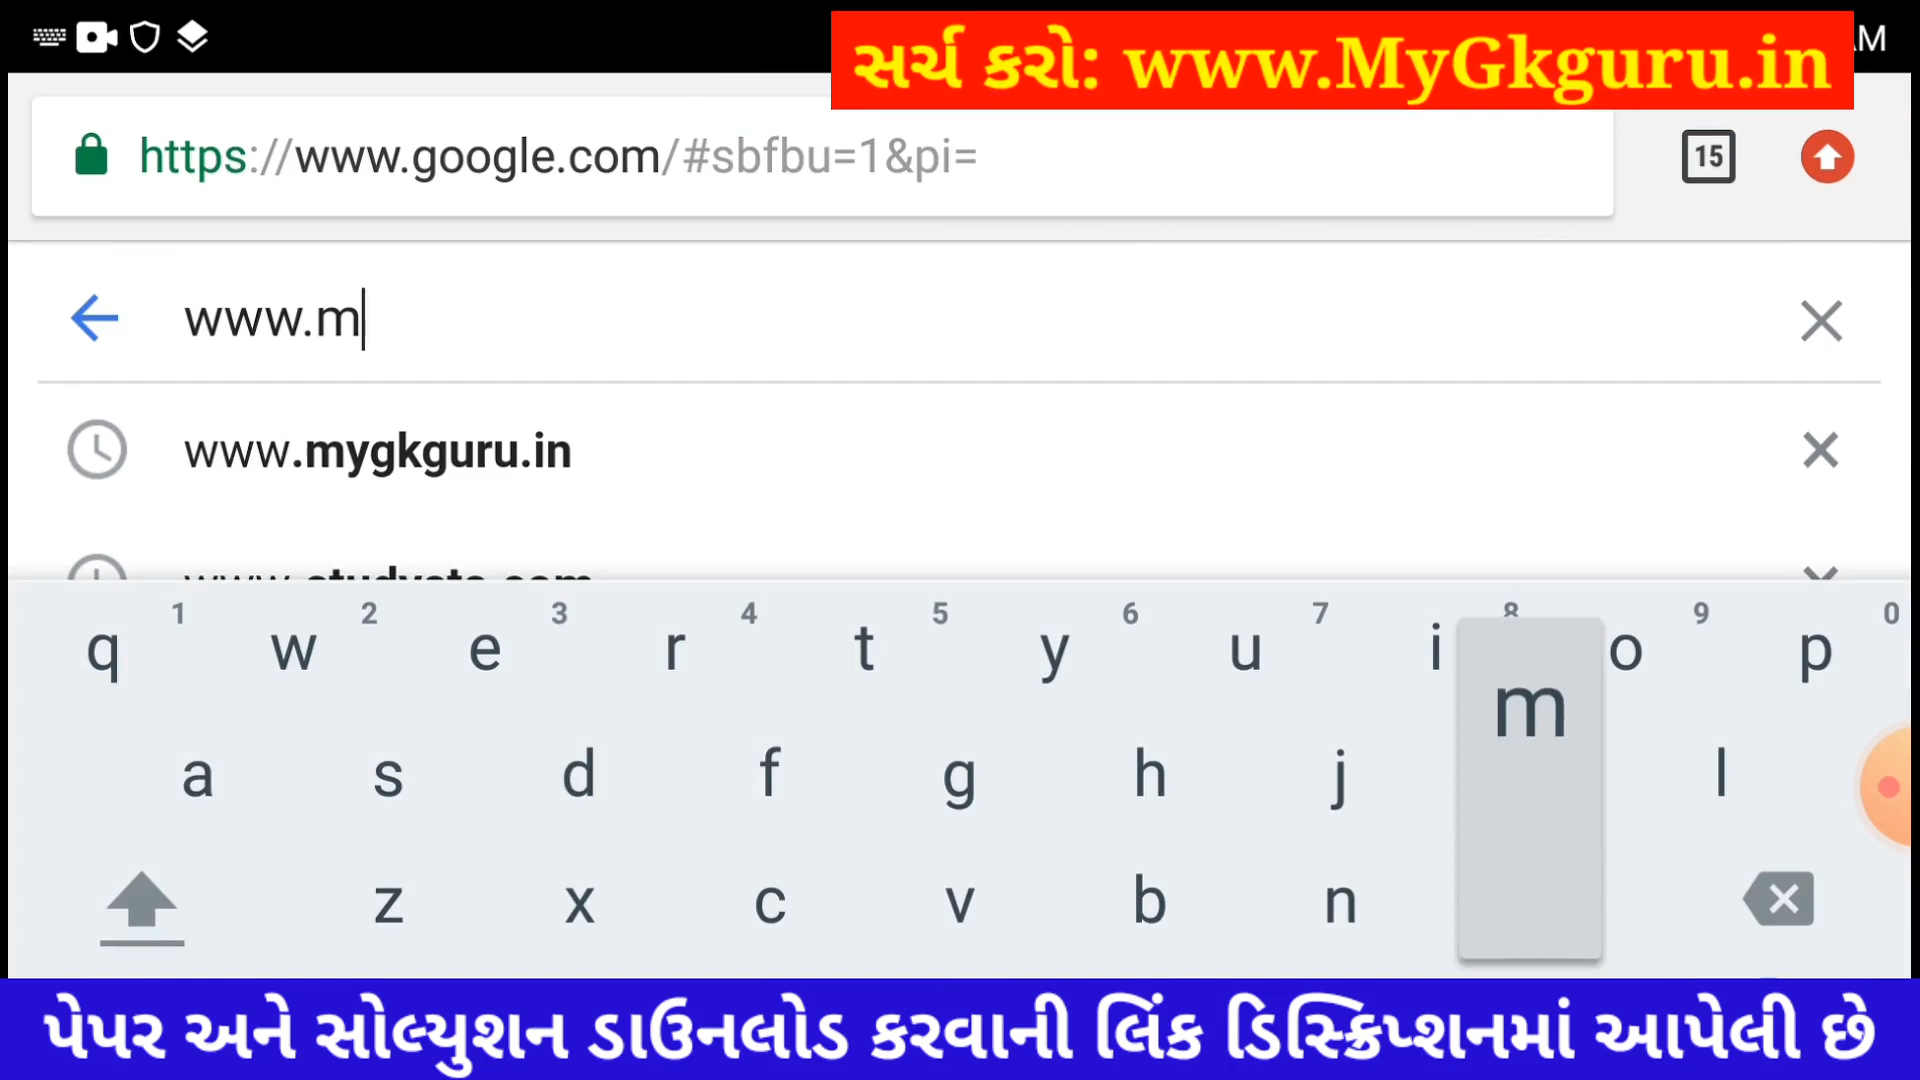 સર્ચ કરો: www.MyGkguru.in
M
https://www.google.com/#sbfbu=1&pi=
15
www.m
www.mygkguru.in
1 2 3 4 5 6 7 8 9 0
q w e r t y u i o p
m
a s d f g h j l
z x c v b n
પેપર અને સોલ્યુશન ડાઉનલોડ કરવાની લિંક ડિસ્ક્રિપ્શનમાં આપેલી છે